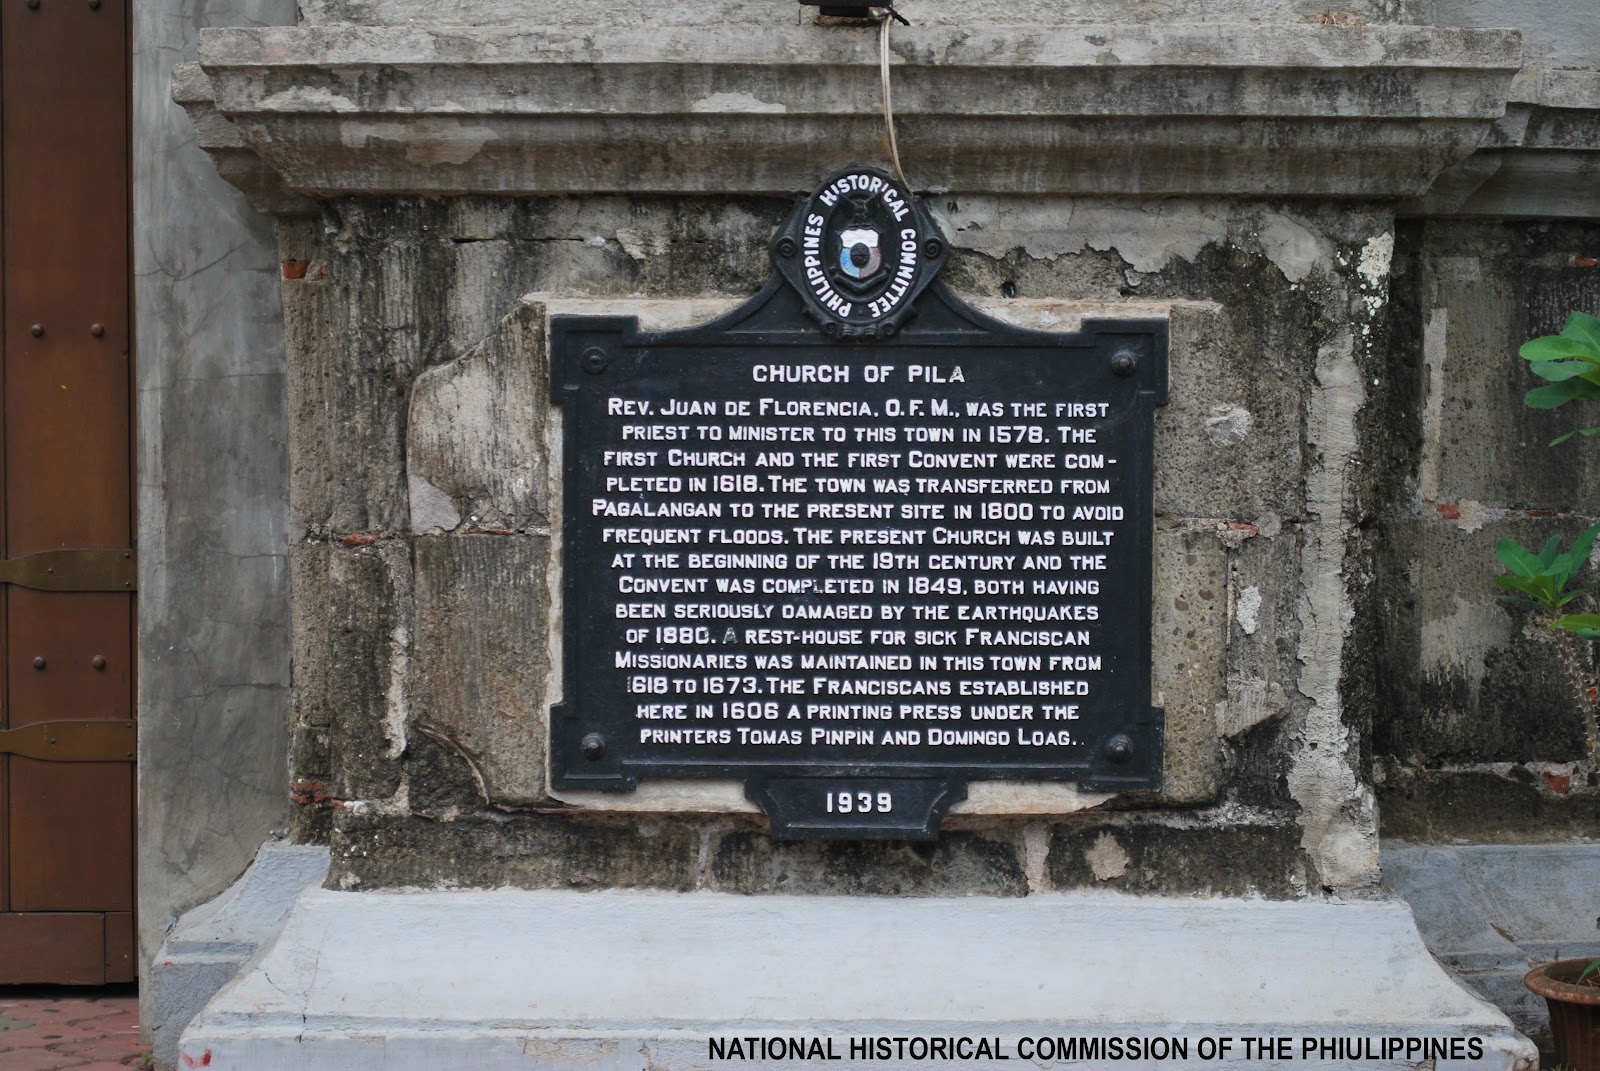 PHILIPPINES HISTORICAL COMMITTEE
CHURCH OF PILA
REV. JUAN DE FLORENCIA, O.F.M., WAS THE FIRST
PRIEST TO MINISTER TO THIS TOWN IN 1578. THE
FIRST CHURCH AND THE FIRST CONVENT WERE COM-
PLETED IN 1618. THE TOWN WAS TRANSFERRED FROM
PAGALANGAN TO THE PRESENT SITE IN 1800 TO AVOID
FREQUENT FLOODS. THE PRESENT CHURCH WAS BUILT
AT THE BEGINNING OF THE 19TH CENTURY AND THE
CONVENT WAS COMPLETED IN 1849, BOTH HAVING
BEEN SERIOUSLY DAMAGED BY THE EARTHQUAKES
OF 1880. A REST-HOUSE FOR SICK FRANCISCAN
MISSIONARIES WAS MAINTAINED IN THIS TOWN FROM
1618 TO 1673. THE FRANCISCANS ESTABLISHED
HERE IN 1606 A PRINTING PRESS UNDER THE
PRINTERS TOMAS PINPIN AND DOMINGO LOAG.
1939
NATIONAL HISTORICAL COMMISSION OF THE PHIULIPPINES